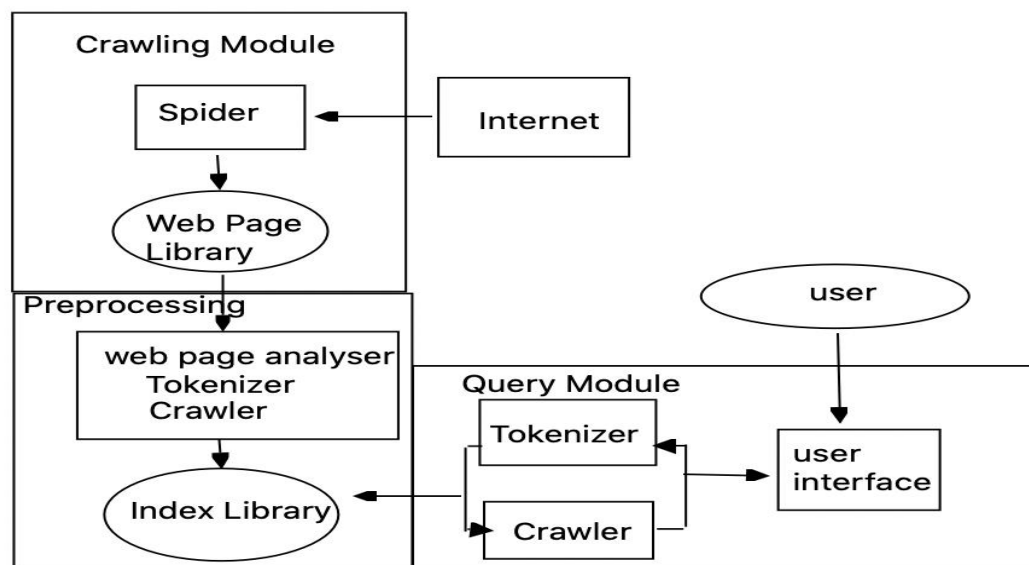 Crawling Module
Spider
Internet
Web Page
Library
Preprocessing
web page analyser
Tokenizer
Crawler
Index Library
user
Query Module
Tokenizer
user
interface
Crawler